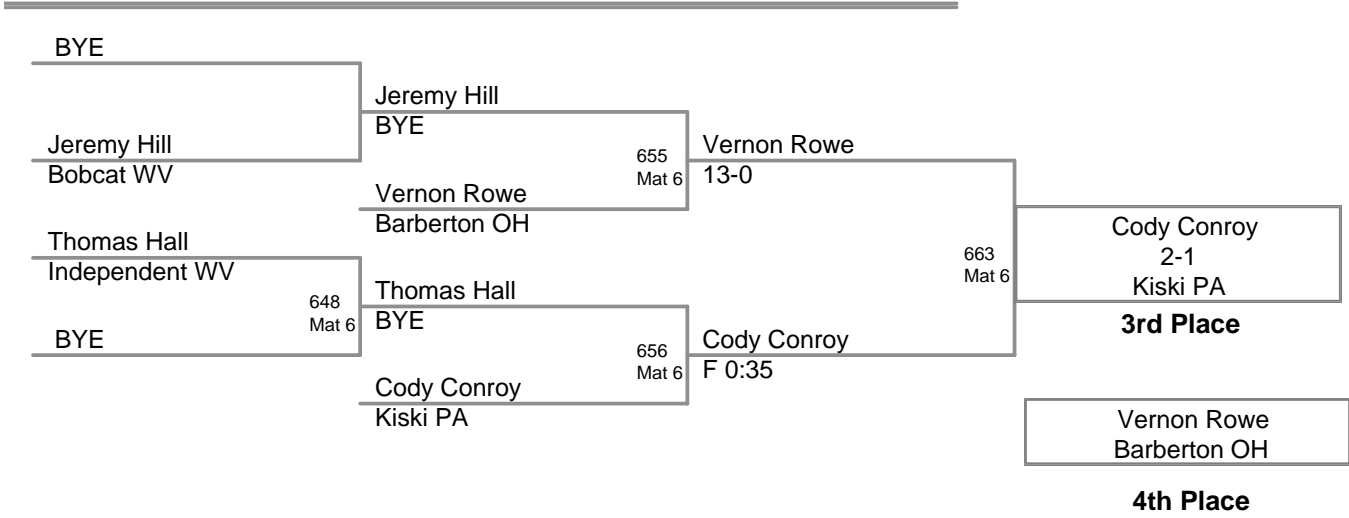 BYE
Jeremy Hill
Bobcat WV
Thomas Hall
Independent WV
BYE
648
Mat 6
Jeremy Hill
BYE
Vernon Rowe
Barberton OH
Thomas Hall
BYE
Cody Conroy
Kiski PA
655
Mat 6
656
Mat 6
Vernon Rowe
13-0
Cody Conroy
F 0:35
663
Mat 6
Cody Conroy
2-1
Kiski PA
3rd Place
Vernon Rowe
Barberton OH
4th Place